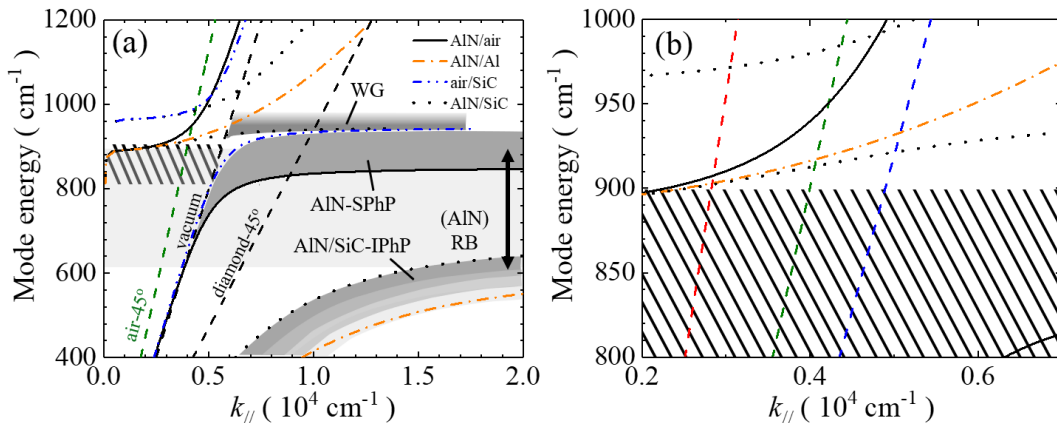 (a)
AlN/air
AlN/Al
air/SiC
AlN/SiC
WG
AlN-SPhP
(AlN)
RB
AlN/SiC-IPhP
vacuum
diamond-45°
air-45°
1200
1000
800
600
400
0.0
0.5
1.0
1.5
2.0
Mode energy ( cm⁻¹ )
k// ( 10⁴ cm⁻¹ )
(b)
1000
950
900
850
800
0.2
0.4
0.6
Mode energy ( cm⁻¹ )
k// ( 10⁴ cm⁻¹ )